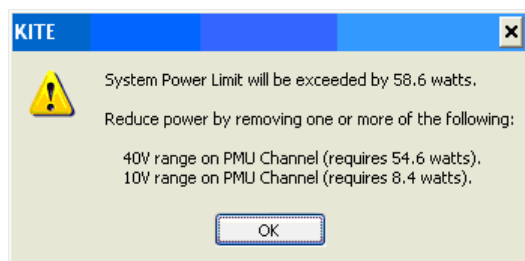 KITE
System Power Limit will be exceeded by 58.6 watts.
Reduce power by removing one or more of the following:
40V range on PMU Channel (requires 54.6 watts).
10V range on PMU Channel (requires 8.4 watts).
OK